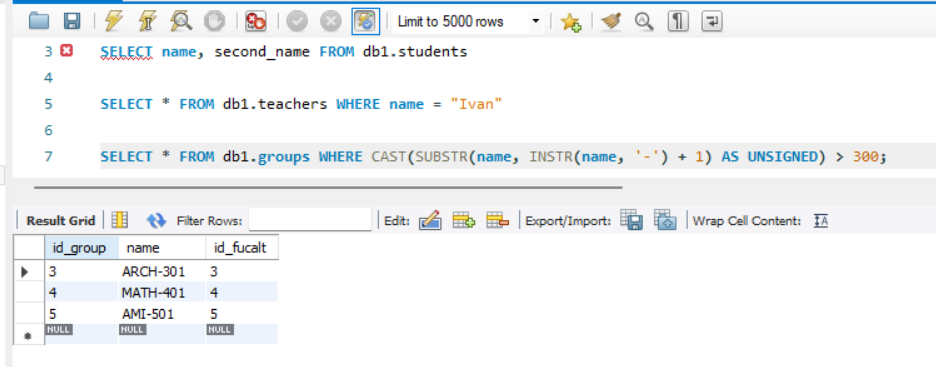 Limit to 5000 rows
3 SELECT name, second_name FROM db1.students
4
5 SELECT * FROM db1.teachers WHERE name = "Ivan"
6
7 SELECT * FROM db1.groups WHERE CAST(SUBSTR(name, INSTR(name, '-') + 1) AS UNSIGNED) > 300;
Result Grid Filter Rows: Edit: Export/Import: Wrap Cell Content: IA
id_group name id_fucalt
3 ARCH-301 3
4 MATH-401 4
5 AMI-501 5
NULL NULL NULL